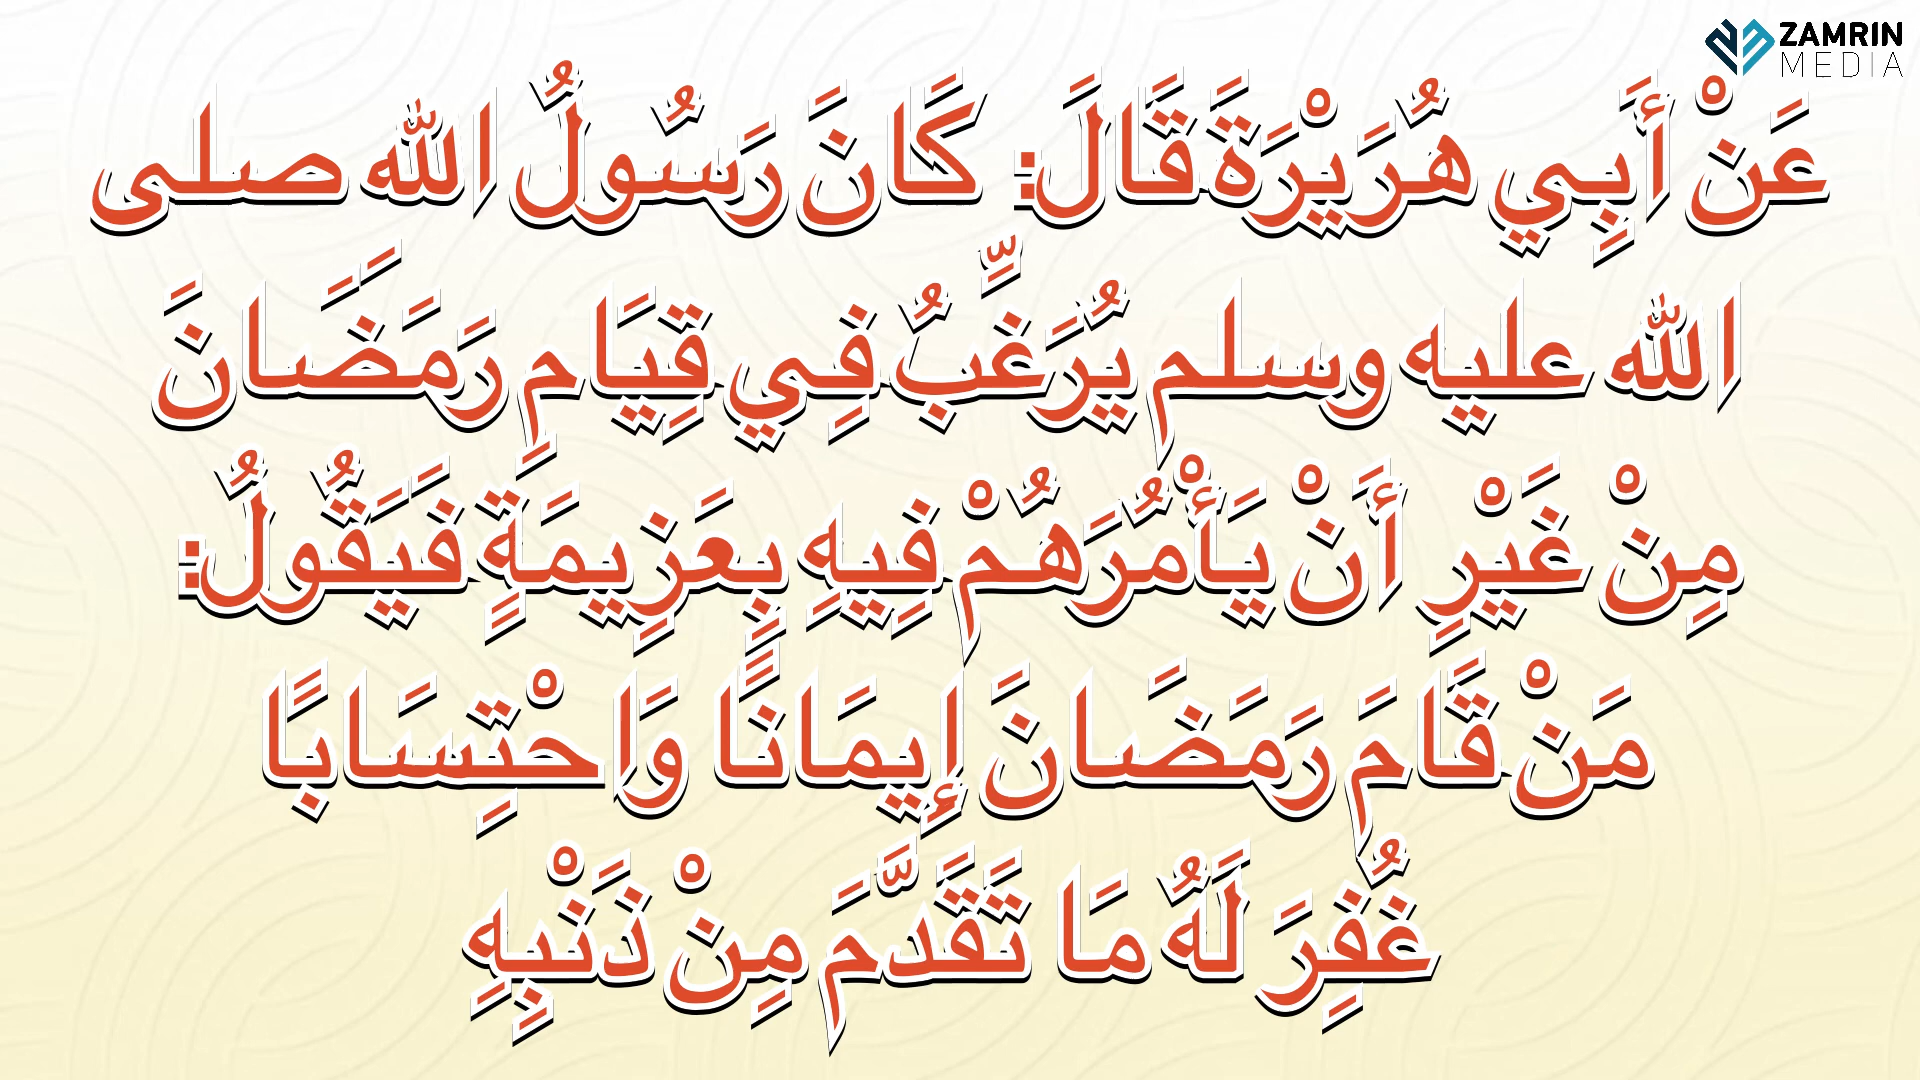 ZAMRIN
MEDIA
عَنْ أَبِي هُرَيْرَةَ قَالَ: كَانَ رَسُولُ الله صلى
الله عليه وسلم يُرَغِّبُ فِي قِيَامِ رَمَضَانَ
مِنْ غَيْرِ أَنْ يَأْمُرَهُمْ فِيهِ بِعَزِيمَةٍ فَيَقُولُ:
مَنْ قَامَ رَمَضَانَ إِيمَانًا وَاحْتِسَابًا
غُفِرَ لَهُ مَا تَقَدَّمَ مِنْ ذَنْبِهِ